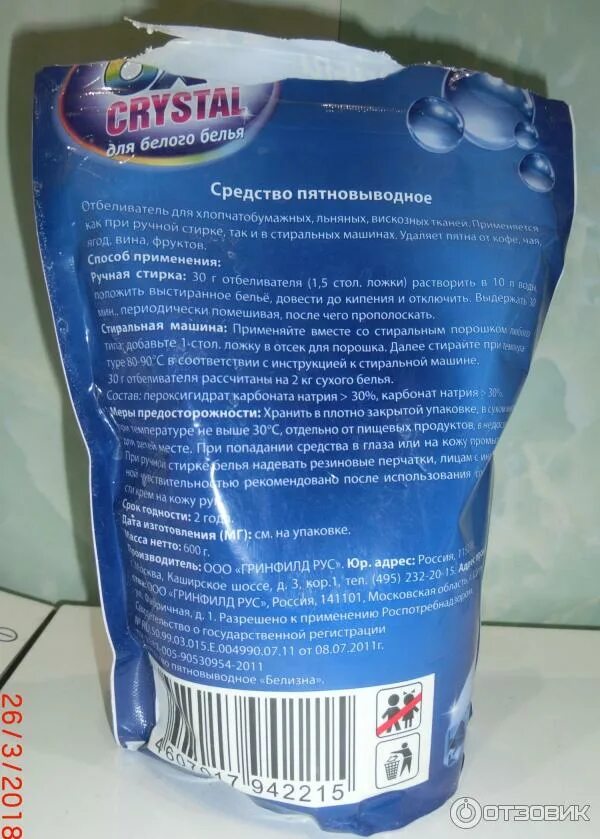 CRYSTAL
для белого белья
Средство пятновыводное
Отбеливатель для хлопчатобумажных, льняных, вискозных тканей. Применяется
как при ручной стирке, так и в стиральных машинах. Удаляет пятна от кофе, чая,
ягод, вина, фруктов.
Способ применения:
Ручная стирка: 30 г отбеливателя (1,5 стол. ложки) растворить в 10 л воды,
положить выстиранное бельё, довести до кипения и отключить. Выдержать 30
мин., периодически помешивая, после чего прополоскать.
Стиральная машина: Применяйте вместе со стиральным порошком любого
типа; добавьте 1-стол. ложку в отсек для порошка. Далее стирайте при темпера-
туре 80-90°С в соответствии с инструкцией к стиральной машине.
30 г отбеливателя рассчитаны на 2 кг сухого белья.
Состав: пероксигидрат карбоната натрия > 30%, карбонат натрия > 30%.
Меры предосторожности: Хранить в плотно закрытой упаковке, в сухом
при температуре не выше 30°С, отдельно от пищевых продуктов, в
для детей месте. При попадании средства в глаза или на кожу
При ручной стирке белья надевать резиновые перчатки, лицам с
чувствительностью рекомендовано после использования
крем на кожу рук.
Срок годности: 2 года.
Дата изготовления (МГ): см. на упаковке.
Масса нетто: 600 г.
Производитель: ООО «ГРИНФИЛД РУС». Юр. адрес: Россия,
г. Москва, Каширское шоссе, д. 3, кор.1, тел. (495) 232-20-15.
ООО «ГРИНФИЛД РУС», Россия, 141101, Московская область,
д. 1. Разрешено к применению Роспотребнадзором.
Свидетельство о государственной регистрации
99.03.015.Е.004990.07.11 от 08.07.2011г.
005-90530954-2011
пятновыводное «Белизна».
942215
26/3/2018
ОТЗОВИК